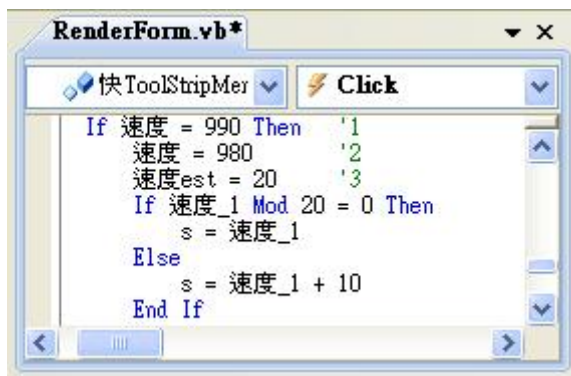 RenderForm.vb*
快ToolStripMer Click
If 速度 = 990 Then '1
速度 = 980 '2
速度est = 20 '3
If 速度_1 Mod 20 = 0 Then
s = 速度_1
Else
s = 速度_1 + 10
End If